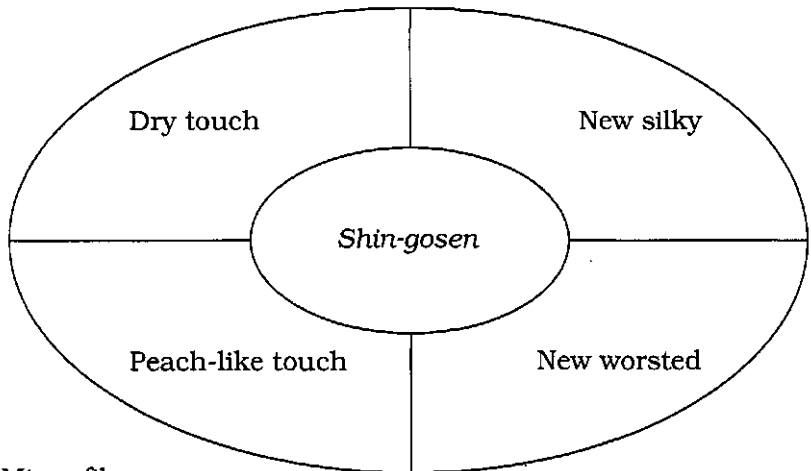 Dry touch
New silky
Shin-gosen
Peach-like touch
New worsted